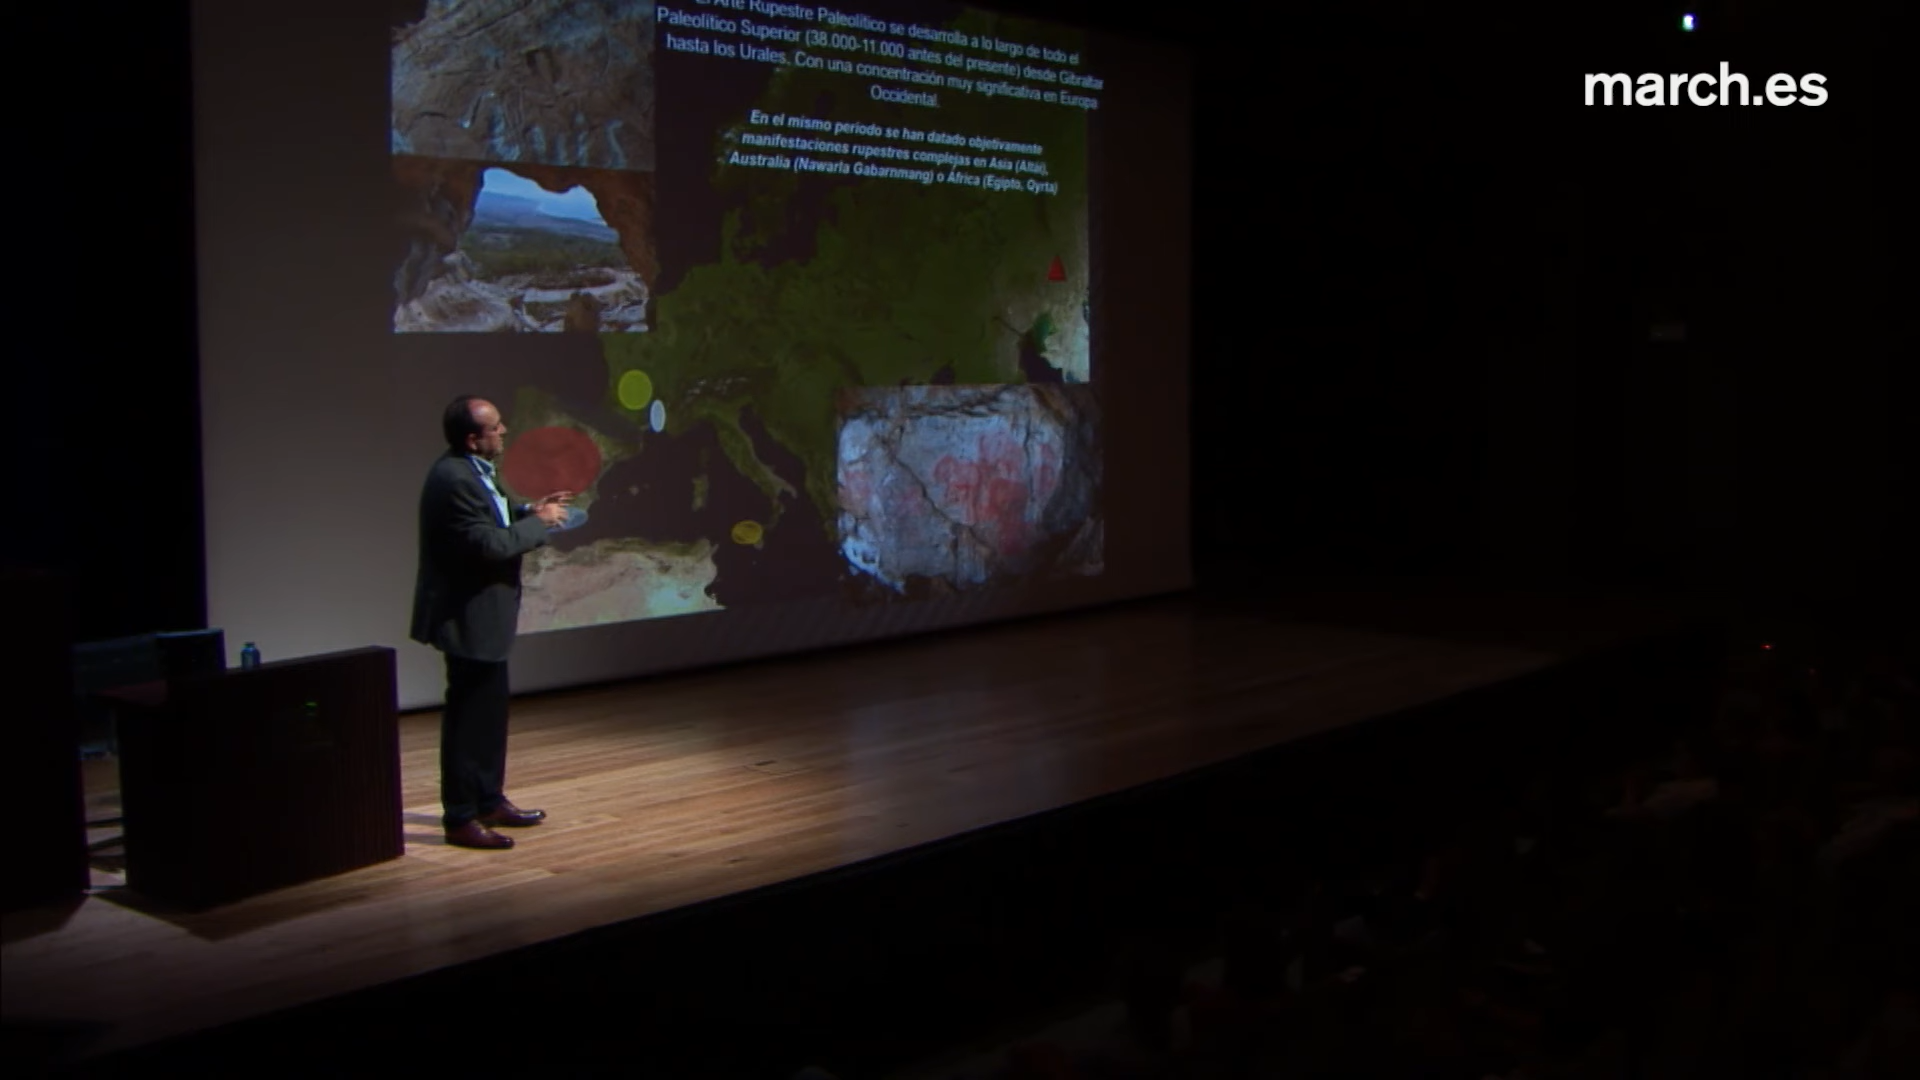 march.es
El Arte Rupestre Paleolítico se desarrolla a lo largo de todo el
Paleolítico Superior (38.000-11.000 antes del presente) desde Gibraltar
hasta los Urales. Con una concentración muy significativa en Europa
Occidental.
En el mismo periodo se han datado objetivamente
manifestaciones rupestres complejas en Asia (Altai),
Australia (Nawarla Gabarnmang) o África (Egipto, Qyrta)